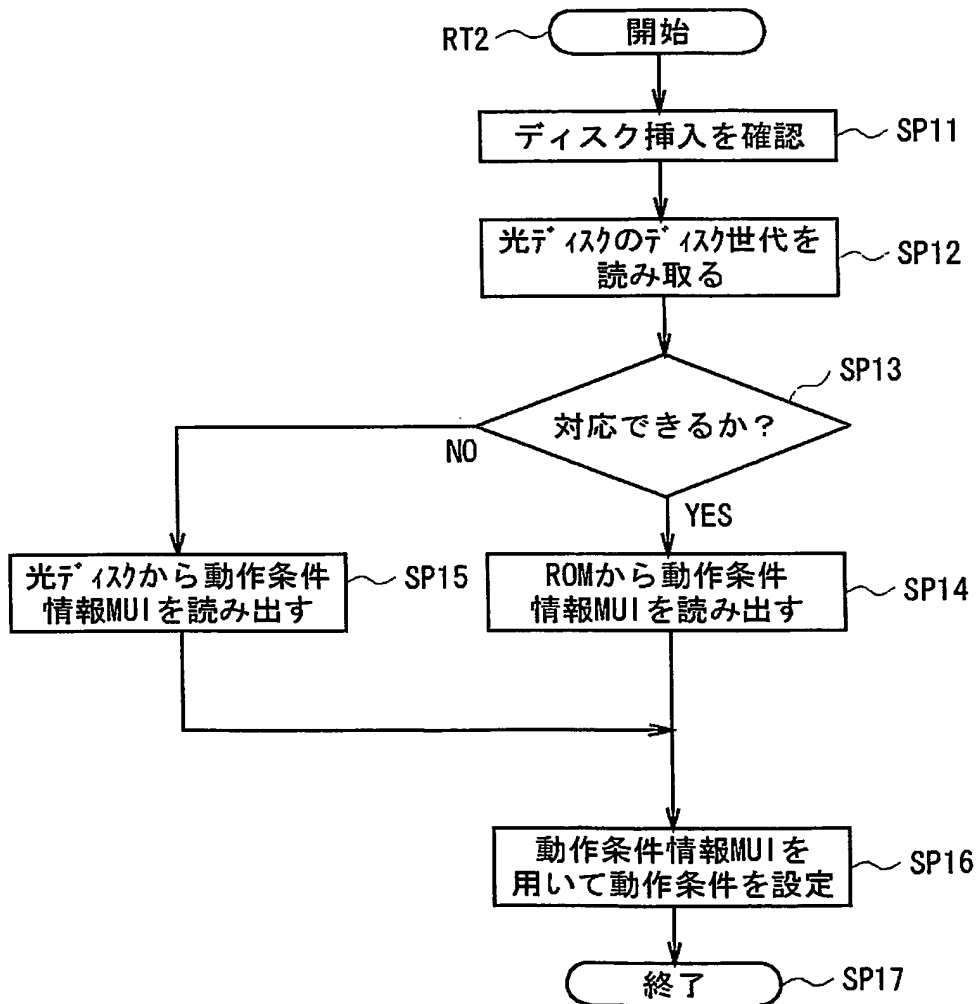 RT2
開始
ディスク挿入を確認
SP11
光ﾃﾞｨｽｸのディスク世代を
読み取る
SP12
対応できるか?
SP13
NO
YES
光ﾃﾞｨｽｸから動作条件
情報MUIを読み出す
SP15
ROMから動作条件
情報MUIを読み出す
SP14
動作条件情報MUIを
用いて動作条件を設定
SP16
終了
SP17